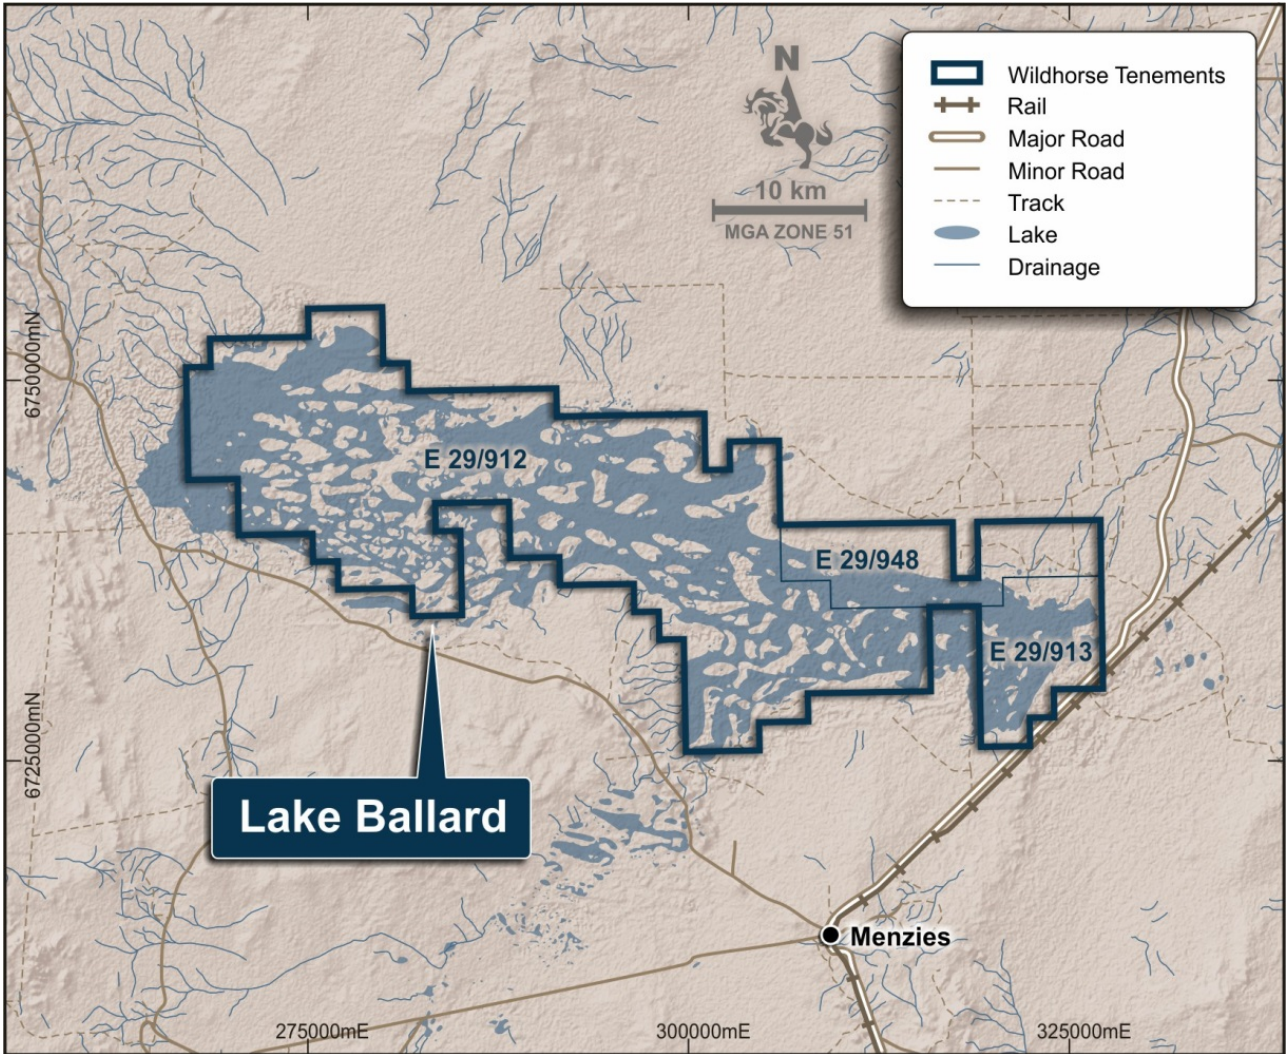 N
10 km
MGA ZONE 51
Wildhorse Tenements
Rail
Major Road
Minor Road
Track
Lake
Drainage
6750000mN
E 29/912
E 29/948
E 29/913
6725000mN
Lake Ballard
Menzies
275000mE
300000mE
325000mE